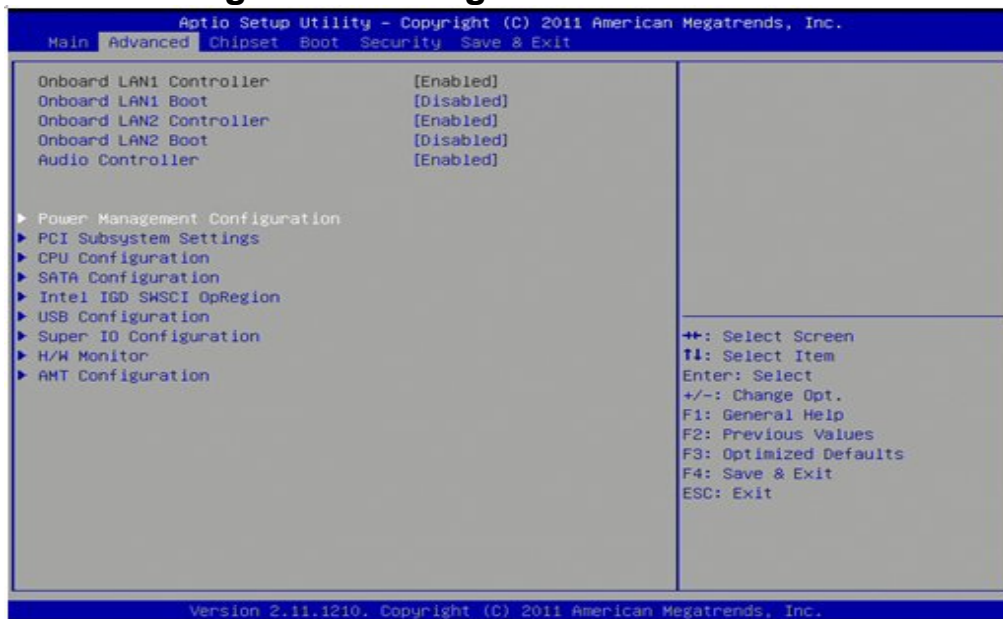 Aptio Setup Utility – Copyright (C) 2011 American Megatrends, Inc.
Main Advanced Chipset Boot Security Save & Exit
Onboard LAN1 Controller [Enabled]
Onboard LAN1 Boot [Disabled]
Onboard LAN2 Controller [Enabled]
Onboard LAN2 Boot [Disabled]
Audio Controller [Enabled]
▶ Power Management Configuration
▶ PCI Subsystem Settings
▶ CPU Configuration
▶ SATA Configuration
▶ Intel IGD SWSCI OpRegion
▶ USB Configuration
▶ Super IO Configuration
▶ H/W Monitor
▶ AMT Configuration
→←: Select Screen
↑↓: Select Item
Enter: Select
+/-: Change Opt.
F1: General Help
F2: Previous Values
F3: Optimized Defaults
F4: Save & Exit
ESC: Exit
Version 2.11.1210. Copyright (C) 2011 American Megatrends, Inc.